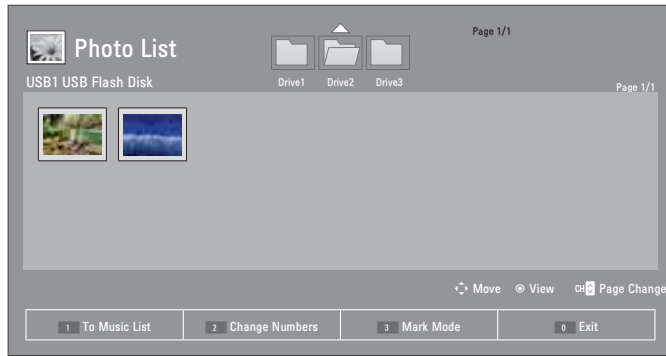 Page 1/1
Photo List
USB1 USB Flash Disk
Drive1 Drive2 Drive3
Page 1/1
Move View CH Page Change
1 To Music List 2 Change Numbers 3 Mark Mode 0 Exit